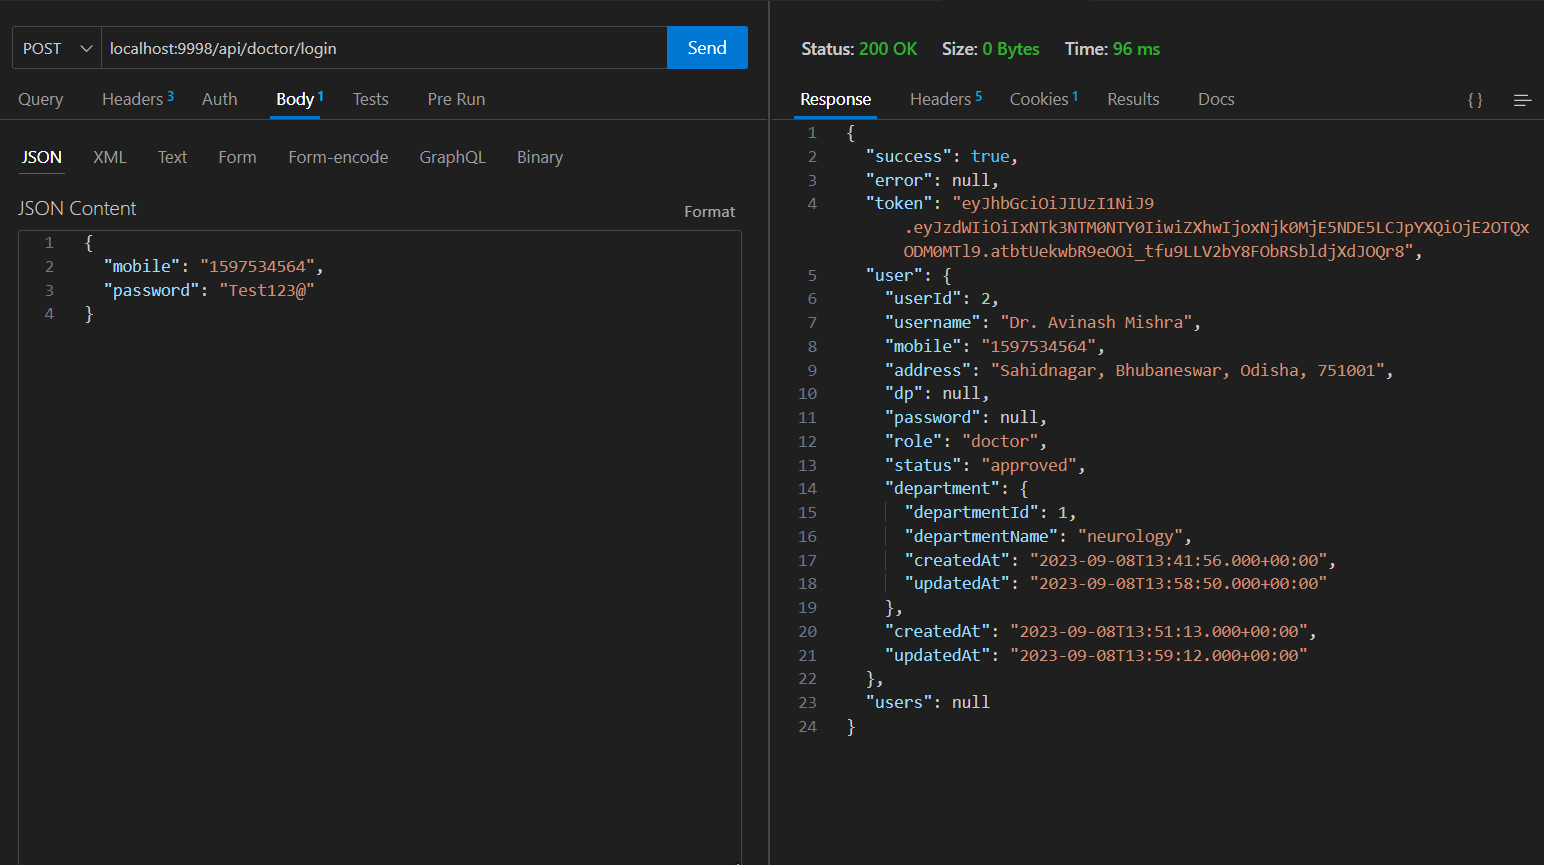 POST localhost:9998/api/doctor/login Send
Query Headers 3 Auth Body 1 Tests Pre Run
JSON XML Text Form Form-encode GraphQL Binary
JSON Content
Format
1 {
2 "mobile": "1597534564",
3 "password": "Test123@"
4 }
Status: 200 OK Size: 0 Bytes Time: 96 ms
Response Headers 5 Cookies 1 Results Docs { }
1 {
2 "success": true,
3 "error": null,
4 "token": "eyJhbGciOiJIUzI1NiJ9
.eyJzdWIiOiIxNTk3NTM0NTY0IiwiZXhwIjoxNjk0MjE5NDE5LCJpYXQiOjE2OTQx
ODM0MTl9.atbtUekwbR9eOOi_tfu9LLV2bY8FObRSbldjXdJOQr8",
5 "user": {
6 "userId": 2,
7 "username": "Dr. Avinash Mishra",
8 "mobile": "1597534564",
9 "address": "Sahidnagar, Bhubaneswar, Odisha, 751001",
10 "dp": null,
11 "password": null,
12 "role": "doctor",
13 "status": "approved",
14 "department": {
15 "departmentId": 1,
16 "departmentName": "neurology",
17 "createdAt": "2023-09-08T13:41:56.000+00:00",
18 "updatedAt": "2023-09-08T13:58:50.000+00:00"
19 },
20 "createdAt": "2023-09-08T13:51:13.000+00:00",
21 "updatedAt": "2023-09-08T13:59:12.000+00:00"
22 },
23 "users": null
24 }